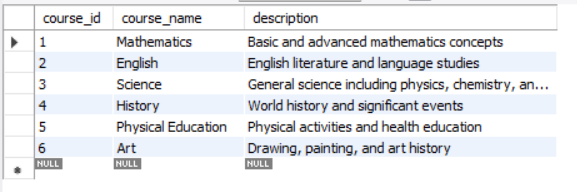 course_id course_name description
1 Mathematics Basic and advanced mathematics concepts
2 English English literature and language studies
3 Science General science including physics, chemistry, an...
4 History World history and significant events
5 Physical Education Physical activities and health education
6 Art Drawing, painting, and art history
NULL NULL NULL